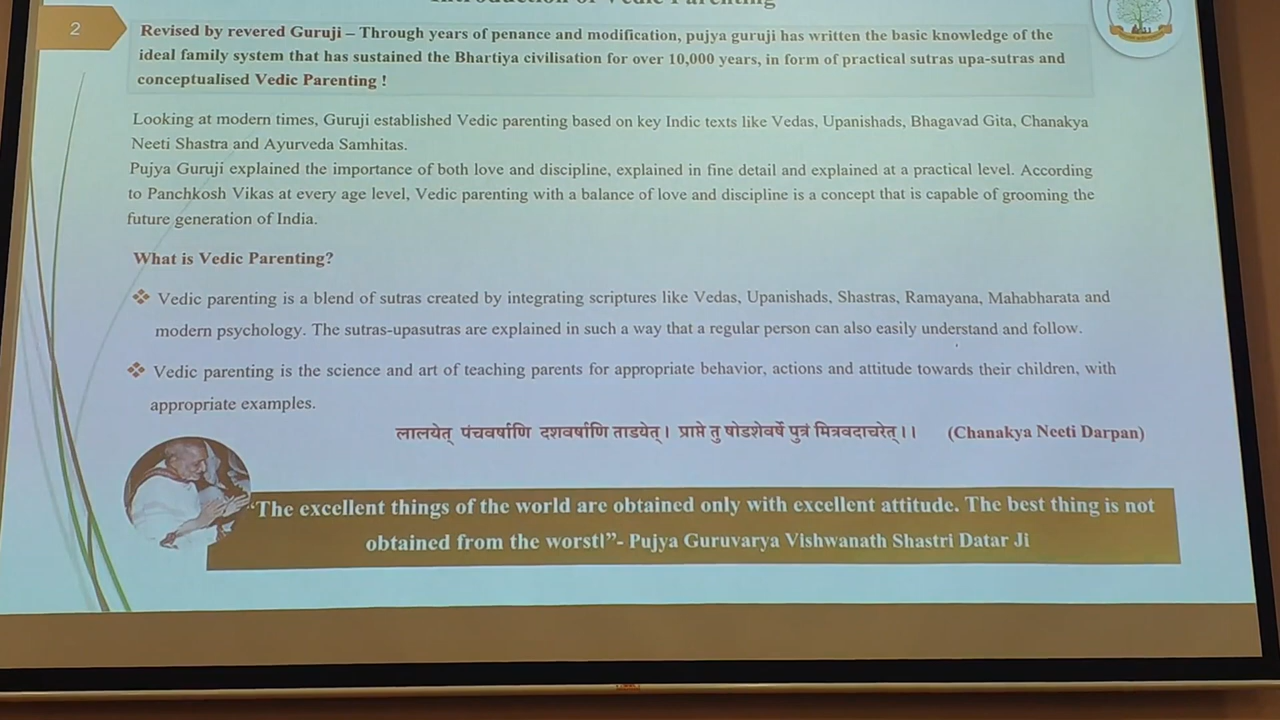 Introduction of Vedic Parenting
2
Revised by revered Guruji – Through years of penance and modification, pujya guruji has written the basic knowledge of the
ideal family system that has sustained the Bhartiya civilisation for over 10,000 years, in form of practical sutras upa-sutras and
conceptualised Vedic Parenting !
Looking at modern times, Guruji established Vedic parenting based on key Indic texts like Vedas, Upanishads, Bhagavad Gita, Chanakya
Neeti Shastra and Ayurveda Samhitas.
Pujya Guruji explained the importance of both love and discipline, explained in fine detail and explained at a practical level. According
to Panchkosh Vikas at every age level, Vedic parenting with a balance of love and discipline is a concept that is capable of grooming the
future generation of India.
What is Vedic Parenting?
❖ Vedic parenting is a blend of sutras created by integrating scriptures like Vedas, Upanishads, Shastras, Ramayana, Mahabharata and
modern psychology. The sutras-upasutras are explained in such a way that a regular person can also easily understand and follow.
❖ Vedic parenting is the science and art of teaching parents for appropriate behavior, actions and attitude towards their children, with
appropriate examples.
लालयेत् पंचवर्षाणि दशवर्षाणि ताडयेत्। प्राप्ते तु षोडशेवर्षे पुत्रं मित्रवदाचरेत्।। (Chanakya Neeti Darpan)
“The excellent things of the world are obtained only with excellent attitude. The best thing is not
obtained from the worst।”- Pujya Guruvarya Vishwanath Shastri Datar Ji